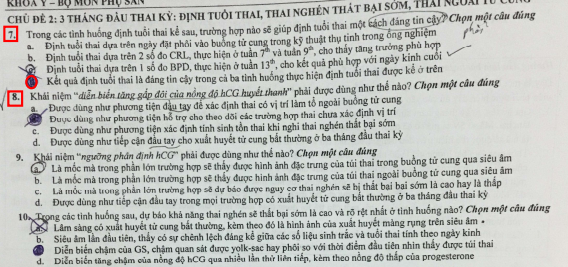 KHOA Y – BỘ MÔN PHỤ SẢN
CHỦ ĐỀ 2: 3 THÁNG ĐẦU THAI KỲ: ĐỊNH TUỔI THAI, THAI NGHÉN THẤT BẠI SỚM, THAI NGOÀI TỬ CUNG
7. Trong các tình huống định tuổi thai kể sau, trường hợp nào sẽ giúp định tuổi thai một cách đáng tin cậy? Chọn một câu đúng
a. Định tuổi thai dựa trên ngày đặt phôi vào buồng tử cung trong kỹ thuật thụ tinh trong ống nghiệm
b. Định tuổi thai dựa trên 2 số đo CRL, thực hiện ở tuần 7th và tuần 9th, cho thấy tăng trưởng phù hợp
Định tuổi thai dựa trên 1 số đo BPD, thực hiện ở tuần 13th, cho kết quả phù hợp với ngày kinh cuối
Kết quả định tuổi thai là đáng tin cậy trong cả ba tình huống thực hiện định tuổi thai được kể ở trên
8. Khái niệm “diễn biến tăng gấp đôi của nồng độ hCG huyết thanh” phải được dùng như thế nào? Chọn một câu đúng
a. Được dùng như phương tiện đầu tay để xác định thai có vị trí làm tổ ngoài buồng tử cung
Được dùng như phương tiện hỗ trợ cho theo dõi các trường hợp thai chưa xác định vị trí
c. Được dùng như phương tiện xác định tính sinh tồn thai khi nghi thai nghén thất bại sớm
d. Được dùng như tiếp cận đầu tay cho xuất huyết tử cung bất thường ở ba tháng đầu thai kỳ
9. Khái niệm “ngưỡng phân định hCG” phải được dùng như thế nào? Chọn một câu đúng
a. Là mốc mà trong phần lớn trường hợp sẽ thấy được hình ảnh đặc trưng của túi thai trong buồng tử cung qua siêu âm
b. Là mốc mà trong phần lớn trường hợp sẽ thấy được hình ảnh đặc trưng của túi thai ngoài buồng tử cung qua siêu âm
c. Là mốc mà trong phần lớn trường hợp sẽ dự báo được nguy cơ thai nghén sẽ bị thất bại sớm là cao hay là thấp
d. Được dùng như tiếp cận đầu tay trong mọi trường hợp có xuất huyết tử cung bất thường ở ba tháng đầu thai kỳ
10. Trong các tình huống sau, dự báo khả năng thai nghén sẽ thất bại sớm là cao và rõ rệt nhất ở tình huống nào? Chọn một câu đúng
Lâm sàng có xuất huyết tử cung bất thường, kèm theo đó là hình ảnh của xuất huyết màng rụng trên siêu âm
b. Siêu âm lần đầu tiên, thấy có sự chênh lệch đáng kể giữa các số liệu sinh trắc và tuổi thai tính theo ngày kinh
Diễn biến chậm của GS, chậm quan sát được yolk-sac hay phôi so với thời điểm đầu tiên nhìn thấy được túi thai
d. Diễn biến tăng chậm của nồng độ hCG qua nhiều lần thử liên tiếp, kèm theo nồng độ thấp của progesterone